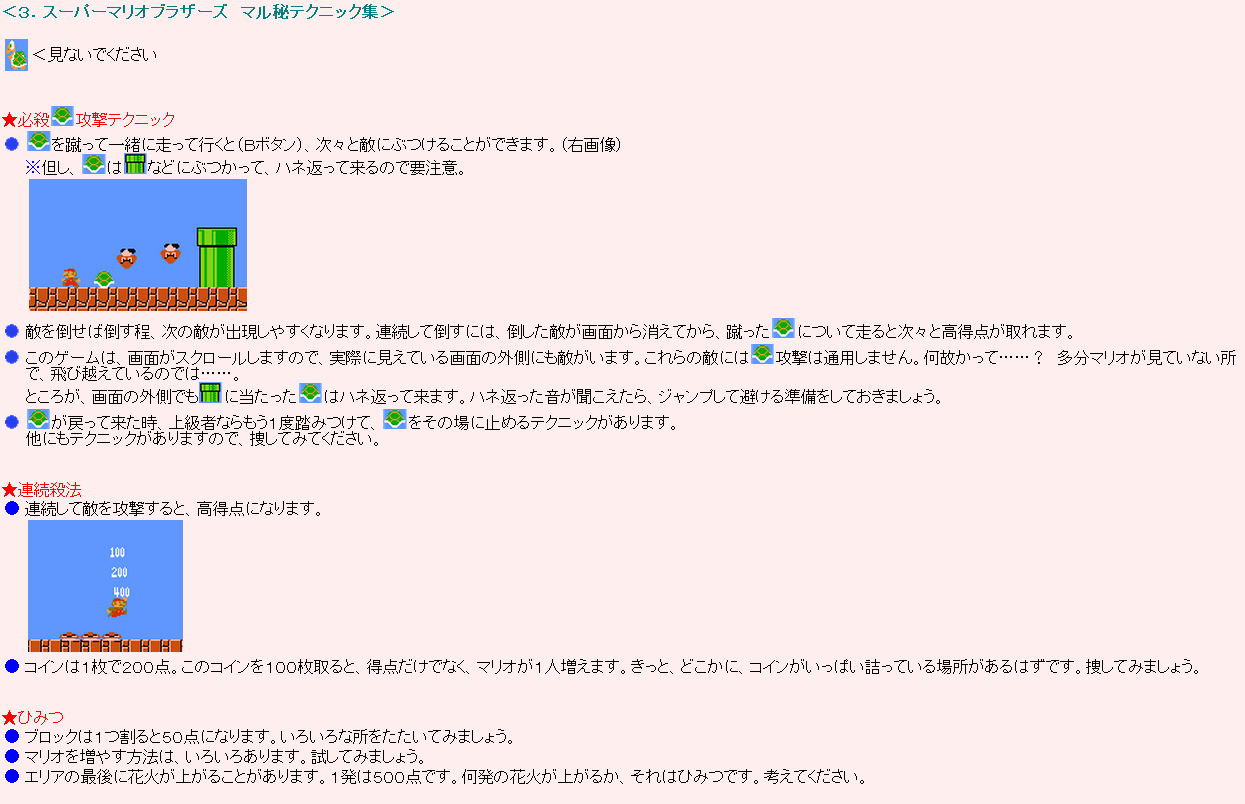 ＜３．スーパーマリオブラザーズ　マル秘テクニック集＞
＜見ないでください
★必殺攻撃テクニック
● を蹴って一緒に走って行くと（Ｂボタン）、次々と敵にぶつけることができます。（右画像）
※但し、はなどにぶつかって、ハネ返って来るので要注意。
● 敵を倒せば倒す程、次の敵が出現しやすくなります。連続して倒すには、倒した敵が画面から消えてから、蹴ったについて走ると次々と高得点が取れます。
● このゲームは、画面がスクロールしますので、実際に見えている画面の外側にも敵がいます。これらの敵には攻撃は通用しません。何故かって……？　多分マリオが見ていない所
で、飛び越えているのでは……。
ところが、画面の外側でもに当たったはハネ返って来ます。ハネ返った音が聞こえたら、ジャンプして避ける準備をしておきましょう。
● が戻って来た時、上級者ならもう１度踏みつけて、をその場に止めるテクニックがあります。
他にもテクニックがありますので、捜してみてください。
★連続殺法
● 連続して敵を攻撃すると、高得点になります。
100
200
400
● コインは１枚で２００点。このコインを１００枚取ると、得点だけでなく、マリオが１人増えます。きっと、どこかに、コインがいっぱい詰っている場所があるはずです。捜してみましょう。
★ひみつ
● ブロックは１つ割ると５０点になります。いろいろな所をたたいてみましょう。
● マリオを増やす方法は、いろいろあります。試してみましょう。
● エリアの最後に花火が上がることがあります。１発は５００点です。何発の花火が上がるか、それはひみつです。考えてください。